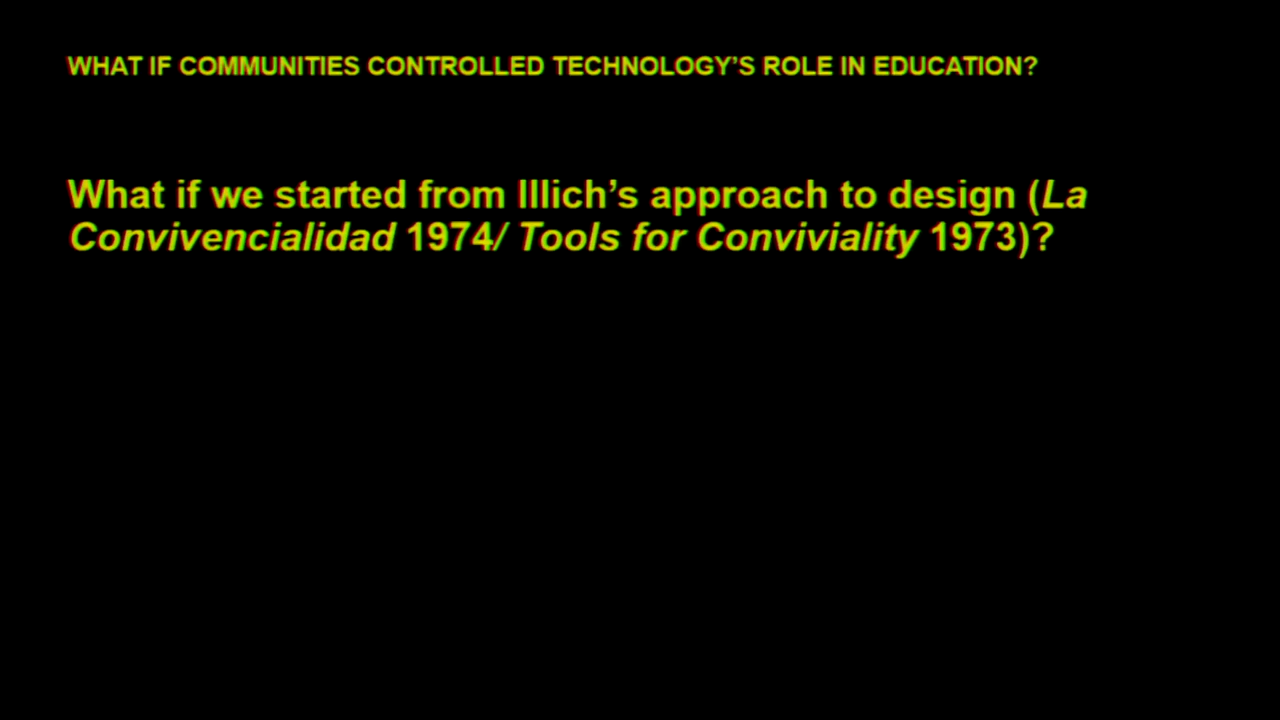 WHAT IF COMMUNITIES CONTROLLED TECHNOLOGY’S ROLE IN EDUCATION?
What if we started from Illich’s approach to design (La
Convivencialidad 1974/ Tools for Conviviality 1973)?